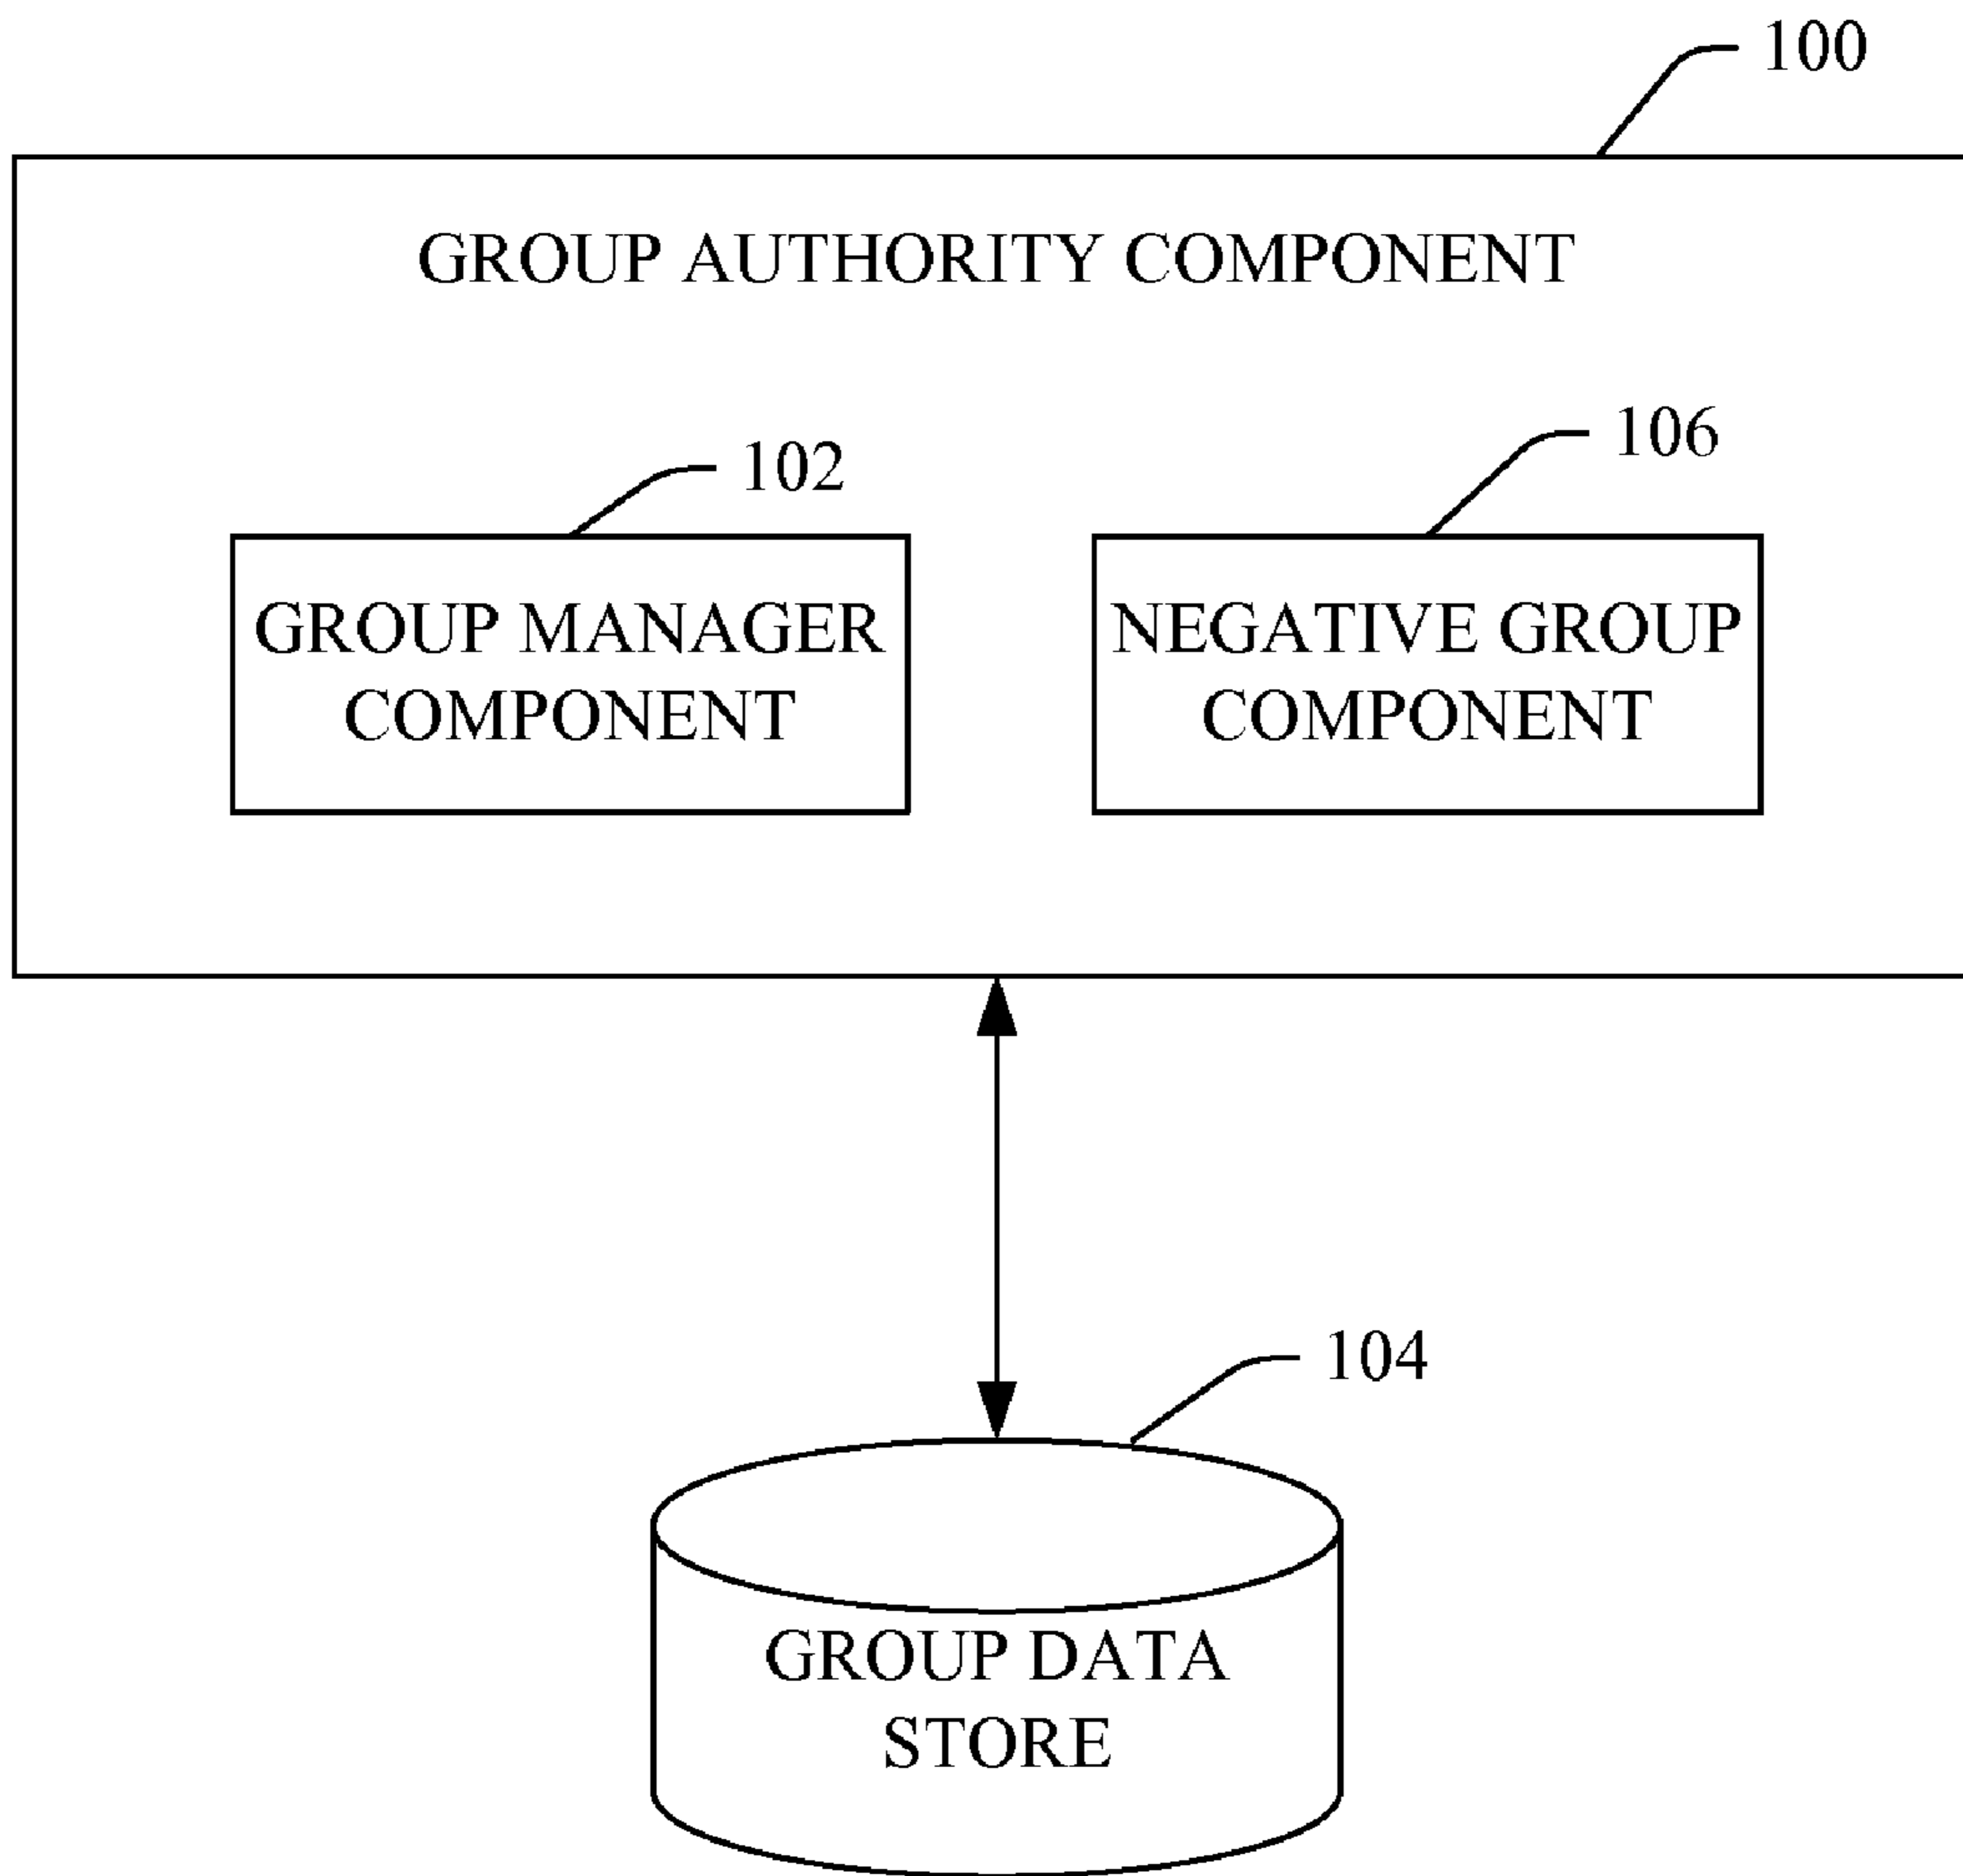 100
GROUP AUTHORITY COMPONENT
102
106
GROUP MANAGER
COMPONENT
NEGATIVE GROUP
COMPONENT
104
GROUP DATA
STORE